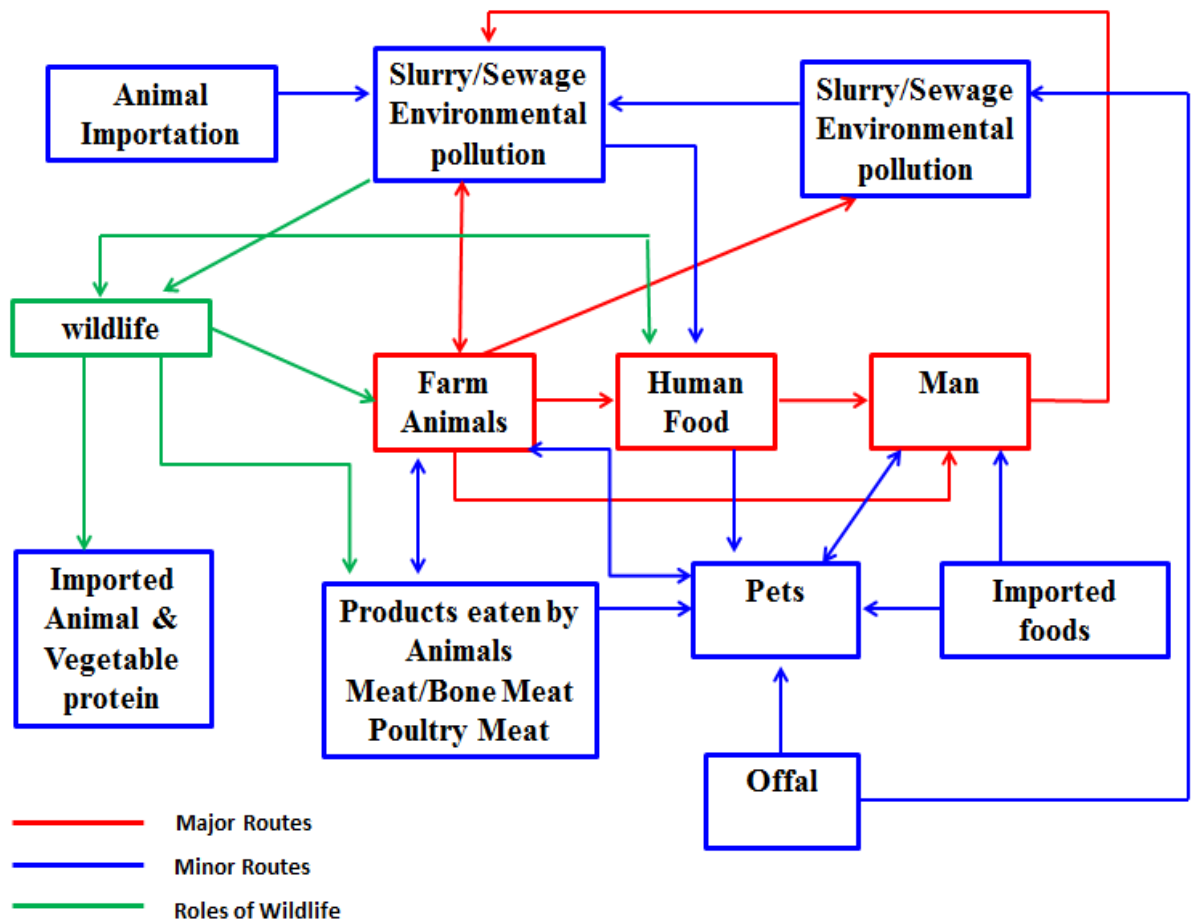 Animal
Importation
Slurry/Sewage
Environmental
pollution
Slurry/Sewage
Environmental
pollution
wildlife
Farm
Animals
Human
Food
Man
Imported
Animal &
Vegetable
protein
Products eaten by
Animals
Meat/Bone Meat
Poultry Meat
Pets
Imported
foods
Offal
Major Routes
Minor Routes
Roles of Wildlife